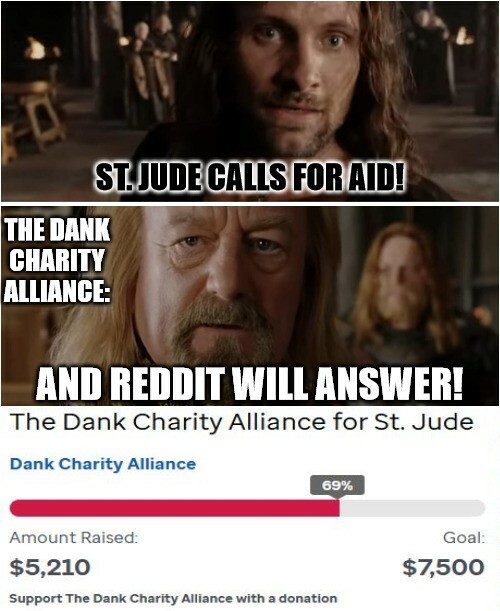 ST. JUDE CALLS FOR AID!
THE DANK
CHARITY
ALLIANCE:
AND REDDIT WILL ANSWER!
The Dank Charity Alliance for St. Jude
Dank Charity Alliance
69%
Amount Raised: Goal:
$5,210 $7,500
Support The Dank Charity Alliance with a donation